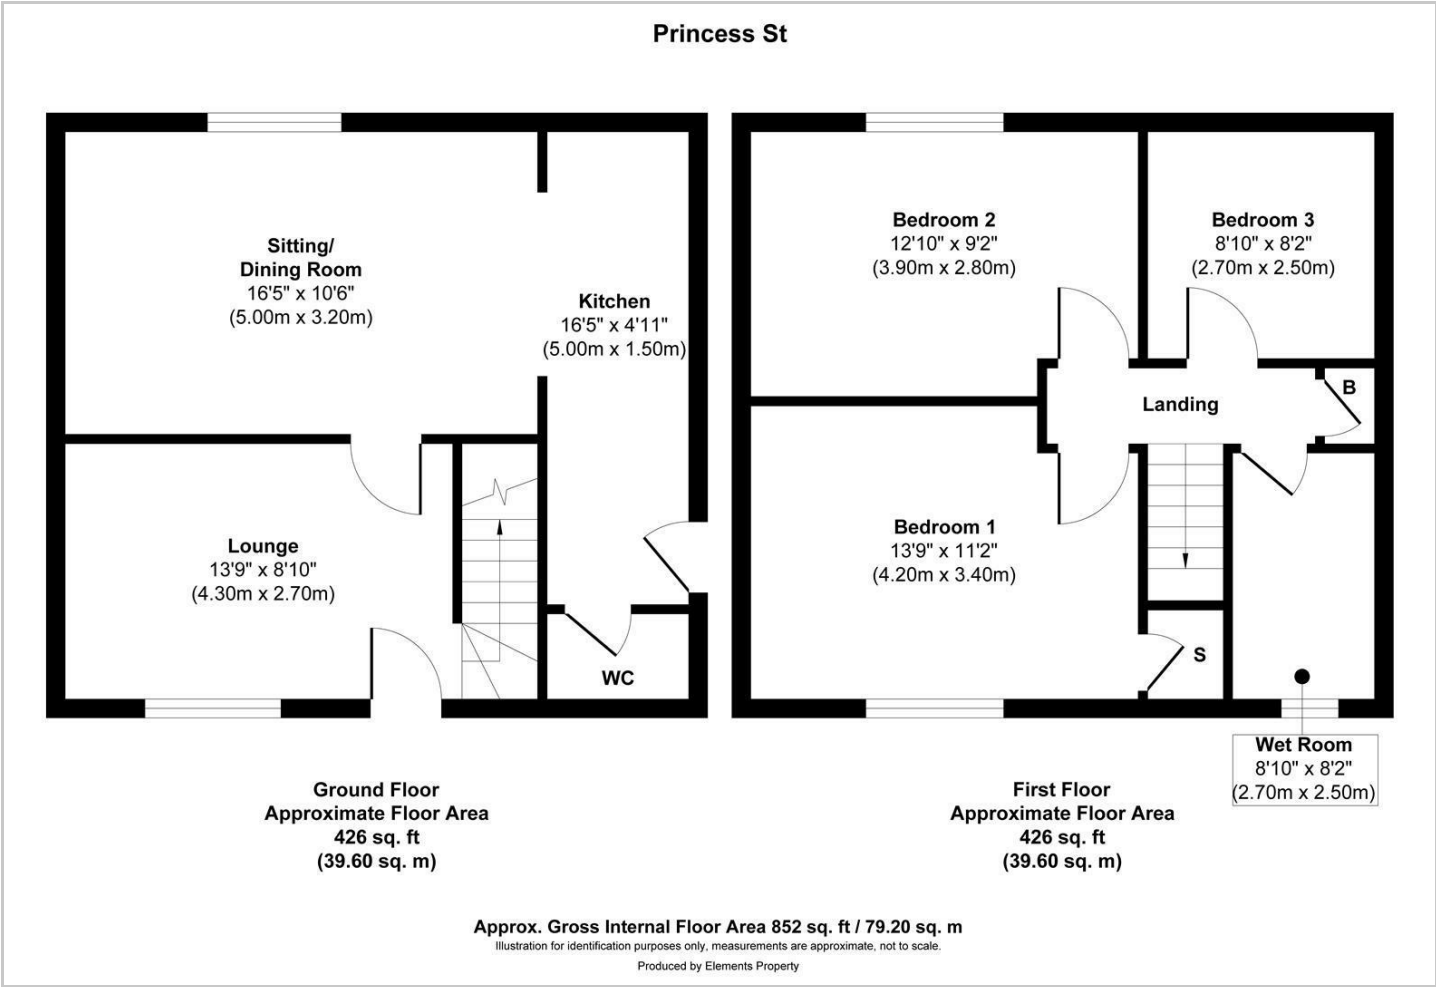 Princess St
Sitting/
Dining Room
16'5" x 10'6"
(5.00m x 3.20m)
Kitchen
16'5" x 4'11"
(5.00m x 1.50m)
Lounge
13'9" x 8'10"
(4.30m x 2.70m)
WC
Ground Floor
Approximate Floor Area
426 sq. ft
(39.60 sq. m)
Bedroom 2
12'10" x 9'2"
(3.90m x 2.80m)
Bedroom 3
8'10" x 8'2"
(2.70m x 2.50m)
Landing
B
Bedroom 1
13'9" x 11'2"
(4.20m x 3.40m)
S
Wet Room
8'10" x 8'2"
(2.70m x 2.50m)
First Floor
Approximate Floor Area
426 sq. ft
(39.60 sq. m)
Approx. Gross Internal Floor Area 852 sq. ft / 79.20 sq. m
Illustration for identification purposes only, measurements are approximate, not to scale.
Produced by Elements Property